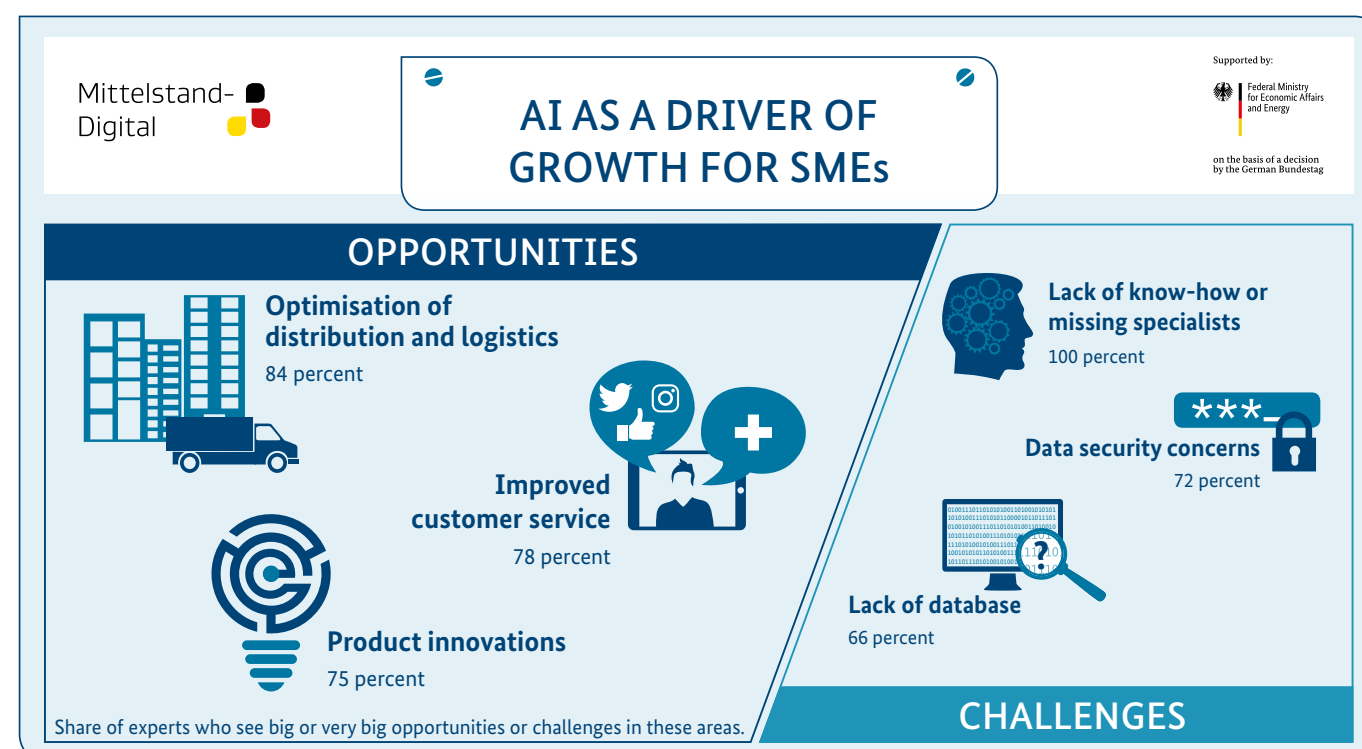 Mittelstand-
Digital
AI AS A DRIVER OF
GROWTH FOR SMEs
Supported by:
Federal Ministry
for Economic Affairs
and Energy
on the basis of a decision
by the German Bundestag
OPPORTUNITIES
Optimisation of
distribution and logistics
84 percent
Improved
customer service
78 percent
Product innovations
75 percent
Share of experts who see big or very big opportunities or challenges in these areas.
Lack of know-how or
missing specialists
100 percent
***_
Data security concerns
72 percent
?
Lack of database
66 percent
CHALLENGES